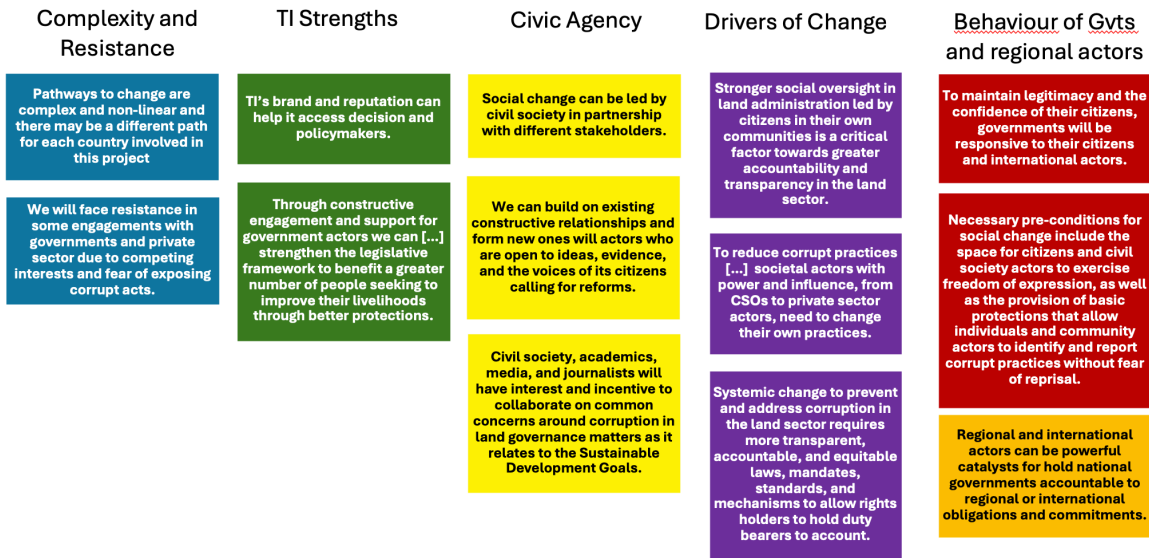 Complexity and
Resistance
Pathways to change are
complex and non-linear and
there may be a different path
for each country involved in
this project
We will face resistance in
some engagements with
governments and private
sector due to competing
interests and fear of exposing
corrupt acts.
TI Strengths
TI's brand and reputation can
help it access decision and
policymakers.
Through constructive
engagement and support for
government actors we can [...]
strengthen the legislative
framework to benefit a greater
number of people seeking to
improve their livelihoods
through better protections.
Civic Agency
Social change can be led by
civil society in partnership
with different stakeholders.
We can build on existing
constructive relationships and
form new ones will actors who
are open to ideas, evidence,
and the voices of its citizens
calling for reforms.
Civil society, academics,
media, and journalists will
have interest and incentive to
collaborate on common
concerns around corruption in
land governance matters as it
relates to the Sustainable
Development Goals.
Drivers of Change
Stronger social oversight in
land administration led by
citizens in their own
communities is a critical
factor towards greater
accountability and
transparency in the land
sector.
To reduce corrupt practices
[...] societal actors with
power and influence, from
CSOs to private sector
actors, need to change
their own practices.
Systemic change to prevent
and address corruption in
the land sector requires
more transparent,
accountable, and equitable
laws, mandates,
standards, and
mechanisms to allow rights
holders to hold duty
bearers to account.
Behaviour of Gvts
and regional actors
To maintain legitimacy and the
confidence of their citizens,
governments will be
responsive to their citizens
and international actors.
Necessary pre-conditions for
social change include the
space for citizens and civil
society actors to exercise
freedom of expression, as well
as the provision of basic
protections that allow
individuals and community
actors to identify and report
corrupt practices without fear
of reprisal.
Regional and international
actors can be powerful
catalysts for hold national
governments accountable to
regional or international
obligations and commitments.